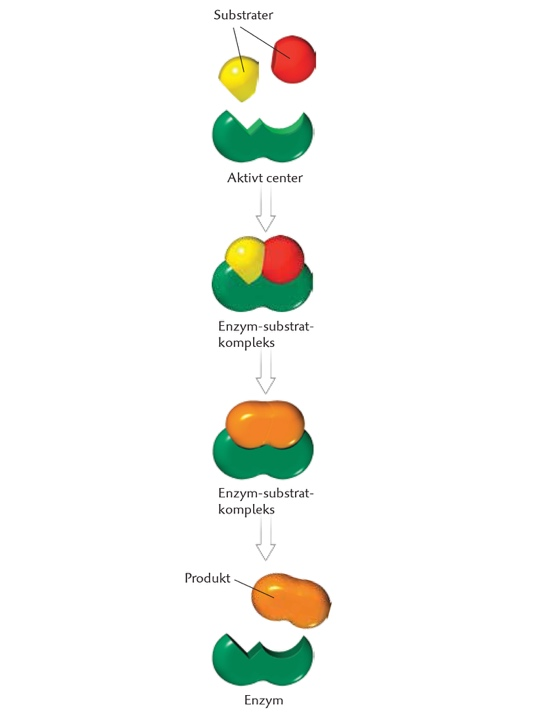 Substrater
Aktivt center
Enzym-substrat-
kompleks
Enzym-substrat-
kompleks
Produkt
Enzym